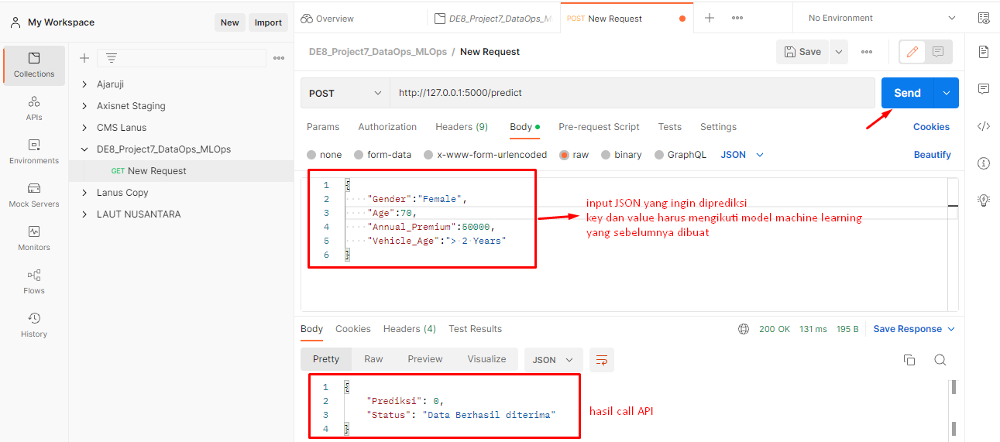 My Workspace
New
Import
Overview
DE8_Project7_DataOps_M
POST New Request
No Environment
Collections
APIs
Environments
Mock Servers
Monitors
Flows
History
Ajaruji
Axisnet Staging
CMS Lanus
DE8_Project7_DataOps_MLOps
GET New Request
Lanus Copy
LAUT NUSANTARA
DE8_Project7_DataOps_MLOps / New Request
Save
POST
http://127.0.0.1:5000/predict
Send
Params
Authorization
Headers (9)
Body
Pre-request Script
Tests
Settings
Cookies
none
form-data
x-www-form-urlencoded
raw
binary
GraphQL
JSON
Beautify
1 {
2 "Gender":"Female",
3 "Age":70,
4 "Annual_Premium":50000,
5 "Vehicle_Age":"> 2 Years"
6 }
input JSON yang ingin diprediksi
key dan value harus mengikuti model machine learning
yang sebelumnya dibuat
Body
Cookies
Headers (4)
Test Results
200 OK
131 ms
195 B
Save Response
Pretty
Raw
Preview
Visualize
JSON
1 {
2 "Prediksi": 0,
3 "Status": "Data Berhasil diterima"
4 }
hasil call API